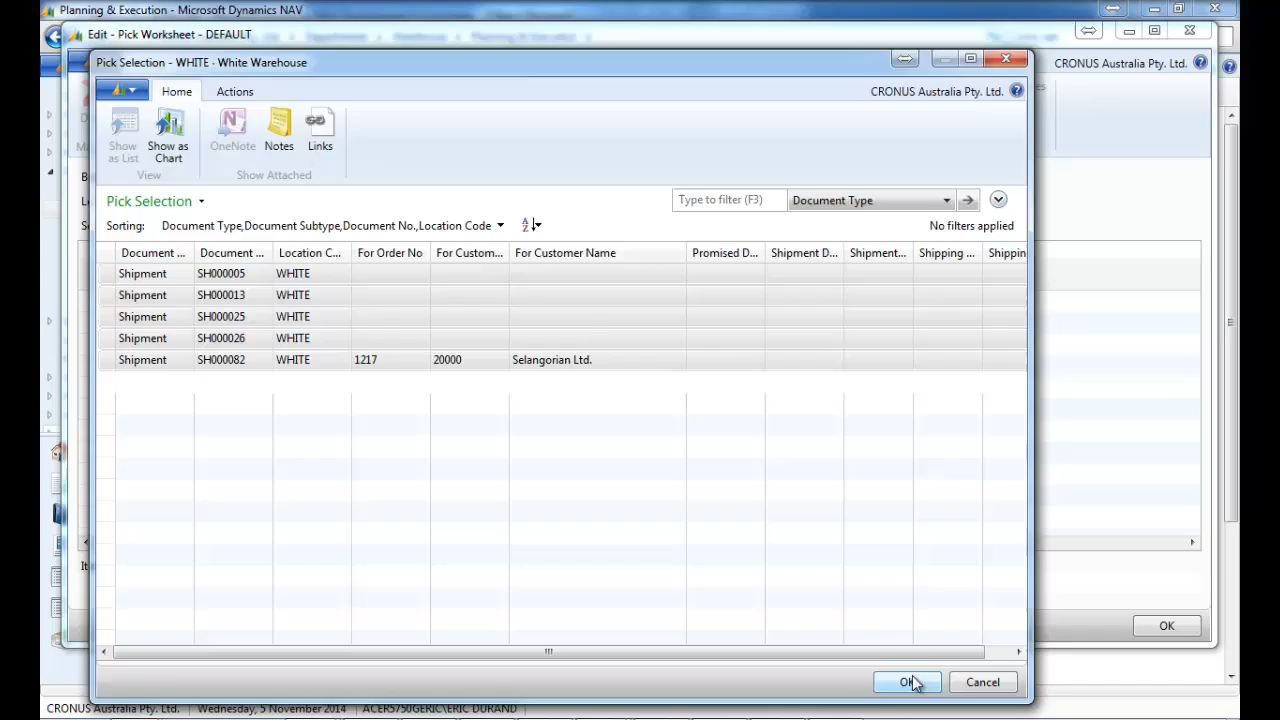 Planning & Execution - Microsoft Dynamics NAV
Edit - Pick Worksheet - DEFAULT
Pick Selection - WHITE · White Warehouse
CRONUS Australia Pty. Ltd.
Home Actions
CRONUS Australia Pty. Ltd.
Show as List
Show as Chart
OneNote
Notes
Links
View
Show Attached
Pick Selection
Type to filter (F3)
Document Type
Sorting: Document Type,Document Subtype,Document No.,Location Code
No filters applied
Document ... Document ... Location C... For Order No For Custom... For Customer Name Promised D... Shipment D... Shipment... Shipping ... Shippin
Shipment SH000005 WHITE
Shipment SH000013 WHITE
Shipment SH000025 WHITE
Shipment SH000026 WHITE
Shipment SH000082 WHITE 1217 20000 Selangorian Ltd.
OK
OK Cancel
CRONUS Australia Pty. Ltd. Wednesday, 5 November 2014 ACER5750GERIC\ERIC DURAND